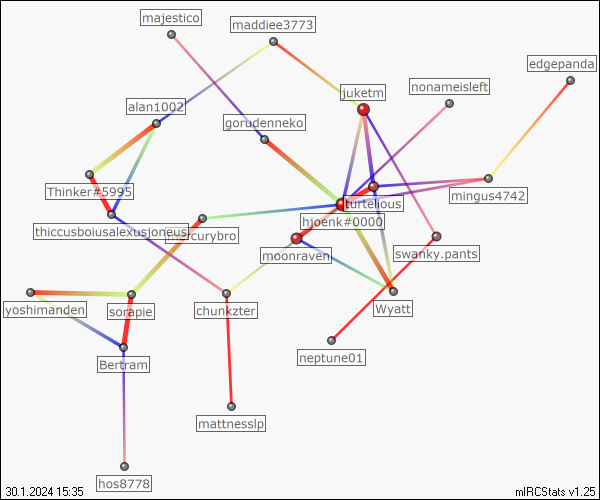 majestico
maddiee3773
edgepanda
juketm
nonameisleft
alan1002
gorudenneko
Thinker#5995
mingus4742
turtelious
hjoenk#0000
thiccusboiusalexusjoneus
mercurybro
moonraven
swanky.pants
yoshimanden
sorapie
chunkzter
Wyatt
neptune01
Bertram
mattnesslp
hos8778
30.1.2024 15:35
mIRCStats v1.25